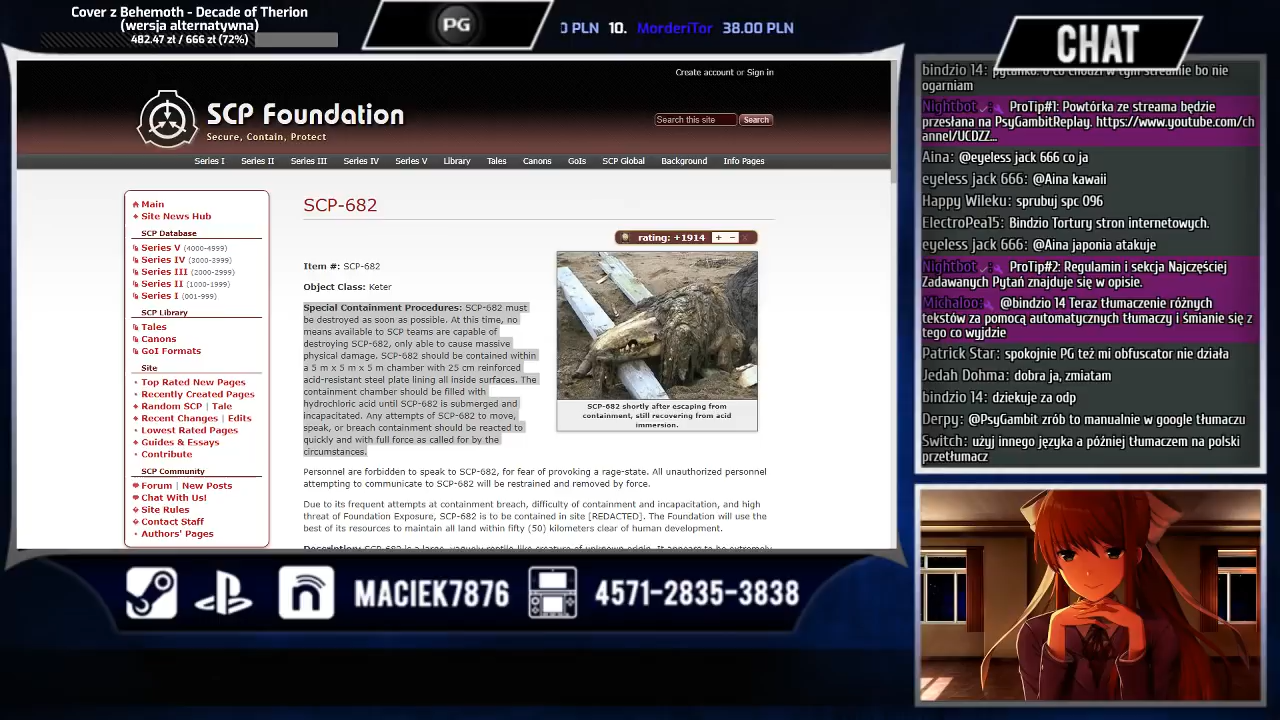 Cover z Behemoth - Decade of Therion
(wersja alternatywna)
482.47 zł / 666 zł (72%)
PG
PLN 10. MorderiTor 38.00 PLN
CHAT
Create account or Sign in
SCP Foundation
Secure, Contain, Protect
Search this site Search
Series I Series II Series III Series IV Series V Library Tales Canons GoIs SCP Global Background Info Pages
Main
Site News Hub
SCP Database
Series V (4000-4999)
Series IV (3000-3999)
Series III (2000-2999)
Series II (1000-1999)
Series I (001-999)
SCP Library
Tales
Canons
GoI Formats
Site
Top Rated New Pages
Recently Created Pages
Random SCP | Tale
Recent Changes | Edits
Lowest Rated Pages
Guides & Essays
Contribute
SCP Community
Forum | New Posts
Chat With Us!
Site Rules
Contact Staff
Authors' Pages
SCP-682
rating: +1914 + − x
Item #: SCP-682
Object Class: Keter
Special Containment Procedures: SCP-682 must
be destroyed as soon as possible. At this time, no
means available to SCP teams are capable of
destroying SCP-682, only able to cause massive
physical damage. SCP-682 should be contained within
a 5 m x 5 m x 5 m chamber with 25 cm reinforced
acid-resistant steel plate lining all inside surfaces. The
containment chamber should be filled with
hydrochloric acid until SCP-682 is submerged and
incapacitated. Any attempts of SCP-682 to move,
speak, or breach containment should be reacted to
quickly and with full force as called for by the
circumstances.
SCP-682 shortly after escaping from
containment, still recovering from acid
immersion.
Personnel are forbidden to speak to SCP-682, for fear of provoking a rage-state. All unauthorized personnel
attempting to communicate to SCP-682 will be restrained and removed by force.
Due to its frequent attempts at containment breach, difficulty of containment and incapacitation, and high
threat of Foundation Exposure, SCP-682 is to be contained in site [REDACTED]. The Foundation will use the
best of its resources to maintain all land within fifty (50) kilometers clear of human development.
Description: SCP-682 is a large, vaguely reptile-like creature of unknown origin. It appears to be extremely
bindzio 14: pytanko: o co chodzi w tym streamie bo nie
ogarniam
Nightbot : ProTip#1: Powtórka ze streama będzie
przesłana na PsyGambitReplay. https://www.youtube.com/ch
annel/UCDZZ...
Aina: @eyeless jack 666 co ja
eyeless jack 666: @Aina kawaii
Happy Wileku: sprubuj spc 096
ElectroPea15: Bindzio Tortury stron internetowych.
eyeless jack 666: @Aina japonia atakuje
Nightbot : ProTip#2: Regulamin i sekcja Najczęściej
Zadawanych Pytań znajduje się w opisie.
Michaloo: @bindzio 14 Teraz tłumaczenie różnych
tekstów za pomocą automatycznych tłumaczy i śmianie się z
tego co wyjdzie
Patrick Star: spokojnie PG też mi obfuscator nie działa
Jedah Dohma: dobra ja, zmiatam
bindzio 14: dziekuje za odp
Derpy: @PsyGambit zrób to manualnie w google tłumaczu
Switch: użyj innego języka a później tłumaczem na polski
przetłumacz
MACIEK7876
4571-2835-3838